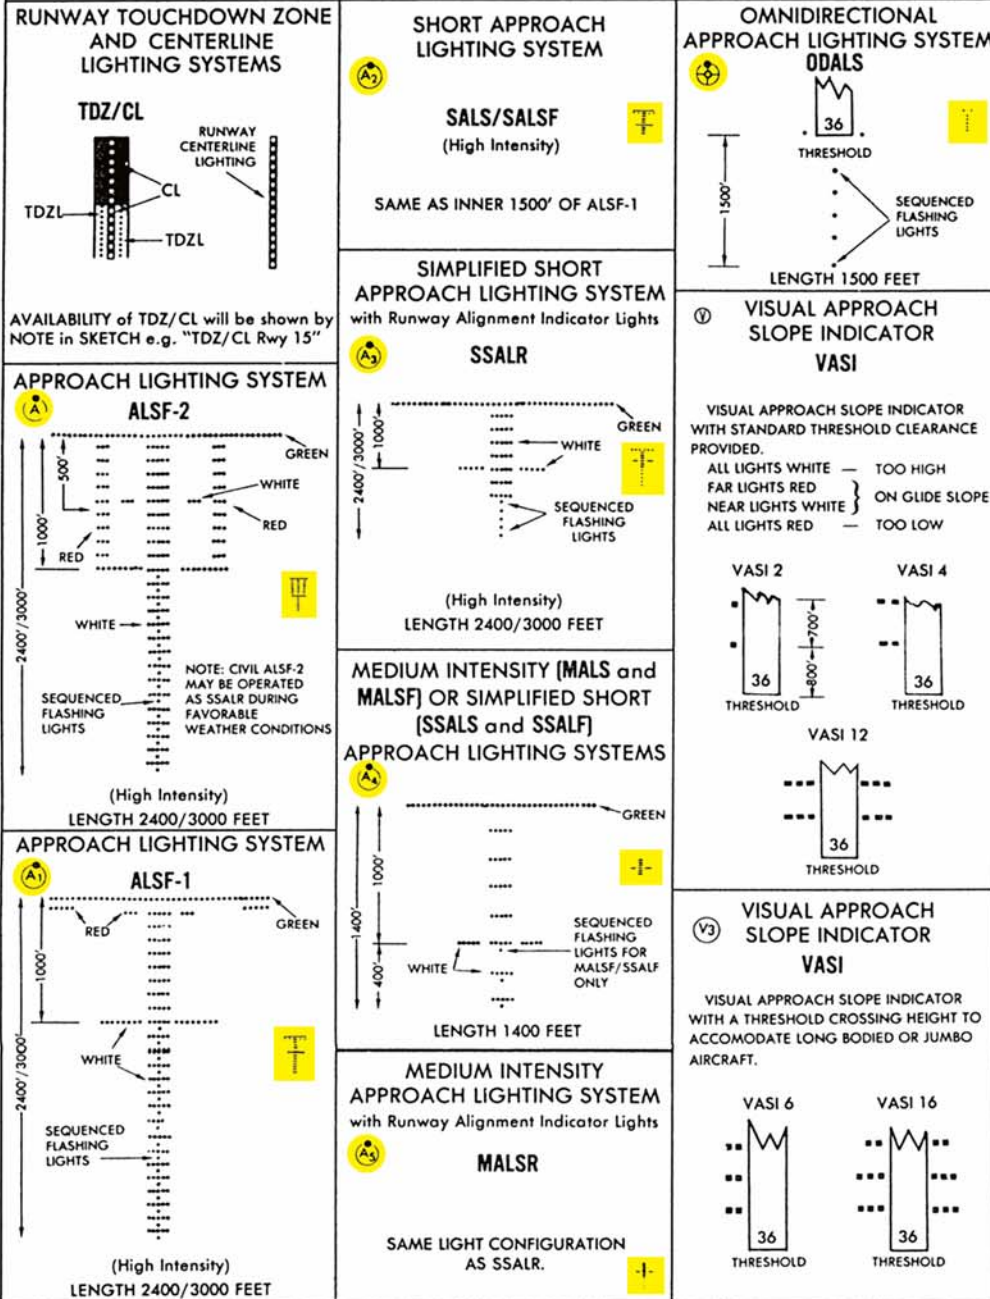 RUNWAY TOUCHDOWN ZONE
AND CENTERLINE
LIGHTING SYSTEMS
TDZ/CL
RUNWAY
CENTERLINE
LIGHTING
CL
TDZL
TDZL
AVAILABILITY of TDZ/CL will be shown by
NOTE in SKETCH e.g. "TDZ/CL Rwy 15"
APPROACH LIGHTING SYSTEM
A
ALSF-2
GREEN
500'
1000'
2400'/3000'
WHITE
RED
RED
WHITE
SEQUENCED
FLASHING
LIGHTS
NOTE: CIVIL ALSF-2
MAY BE OPERATED
AS SSALR DURING
FAVORABLE
WEATHER CONDITIONS
(High Intensity)
LENGTH 2400/3000 FEET
APPROACH LIGHTING SYSTEM
A1
ALSF-1
GREEN
RED
1000'
2400'/3000'
WHITE
SEQUENCED
FLASHING
LIGHTS
(High Intensity)
LENGTH 2400/3000 FEET
SHORT APPROACH
LIGHTING SYSTEM
A2
SALS/SALSF
(High Intensity)
SAME AS INNER 1500' OF ALSF-1
SIMPLIFIED SHORT
APPROACH LIGHTING SYSTEM
with Runway Alignment Indicator Lights
A3
SSALR
GREEN
1000'
2400'/3000'
WHITE
SEQUENCED
FLASHING
LIGHTS
(High Intensity)
LENGTH 2400/3000 FEET
MEDIUM INTENSITY (MALS and
MALSF) OR SIMPLIFIED SHORT
(SSALS and SSALF)
APPROACH LIGHTING SYSTEMS
A4
GREEN
1000'
1400'
400'
WHITE
SEQUENCED
FLASHING
LIGHTS FOR
MALSF/SSALF
ONLY
LENGTH 1400 FEET
MEDIUM INTENSITY
APPROACH LIGHTING SYSTEM
with Runway Alignment Indicator Lights
A5
MALSR
SAME LIGHT CONFIGURATION
AS SSALR.
OMNIDIRECTIONAL
APPROACH LIGHTING SYSTEM
ODALS
36
THRESHOLD
1500'
SEQUENCED
FLASHING
LIGHTS
LENGTH 1500 FEET
V
VISUAL APPROACH
SLOPE INDICATOR
VASI
VISUAL APPROACH SLOPE INDICATOR
WITH STANDARD THRESHOLD CLEARANCE
PROVIDED.
ALL LIGHTS WHITE — TOO HIGH
FAR LIGHTS RED
NEAR LIGHTS WHITE } ON GLIDE SLOPE
ALL LIGHTS RED — TOO LOW
VASI 2
VASI 4
700'
800'
36
36
THRESHOLD
THRESHOLD
VASI 12
36
THRESHOLD
V3
VISUAL APPROACH
SLOPE INDICATOR
VASI
VISUAL APPROACH SLOPE INDICATOR
WITH A THRESHOLD CROSSING HEIGHT TO
ACCOMODATE LONG BODIED OR JUMBO
AIRCRAFT.
VASI 6
VASI 16
36
36
THRESHOLD
THRESHOLD